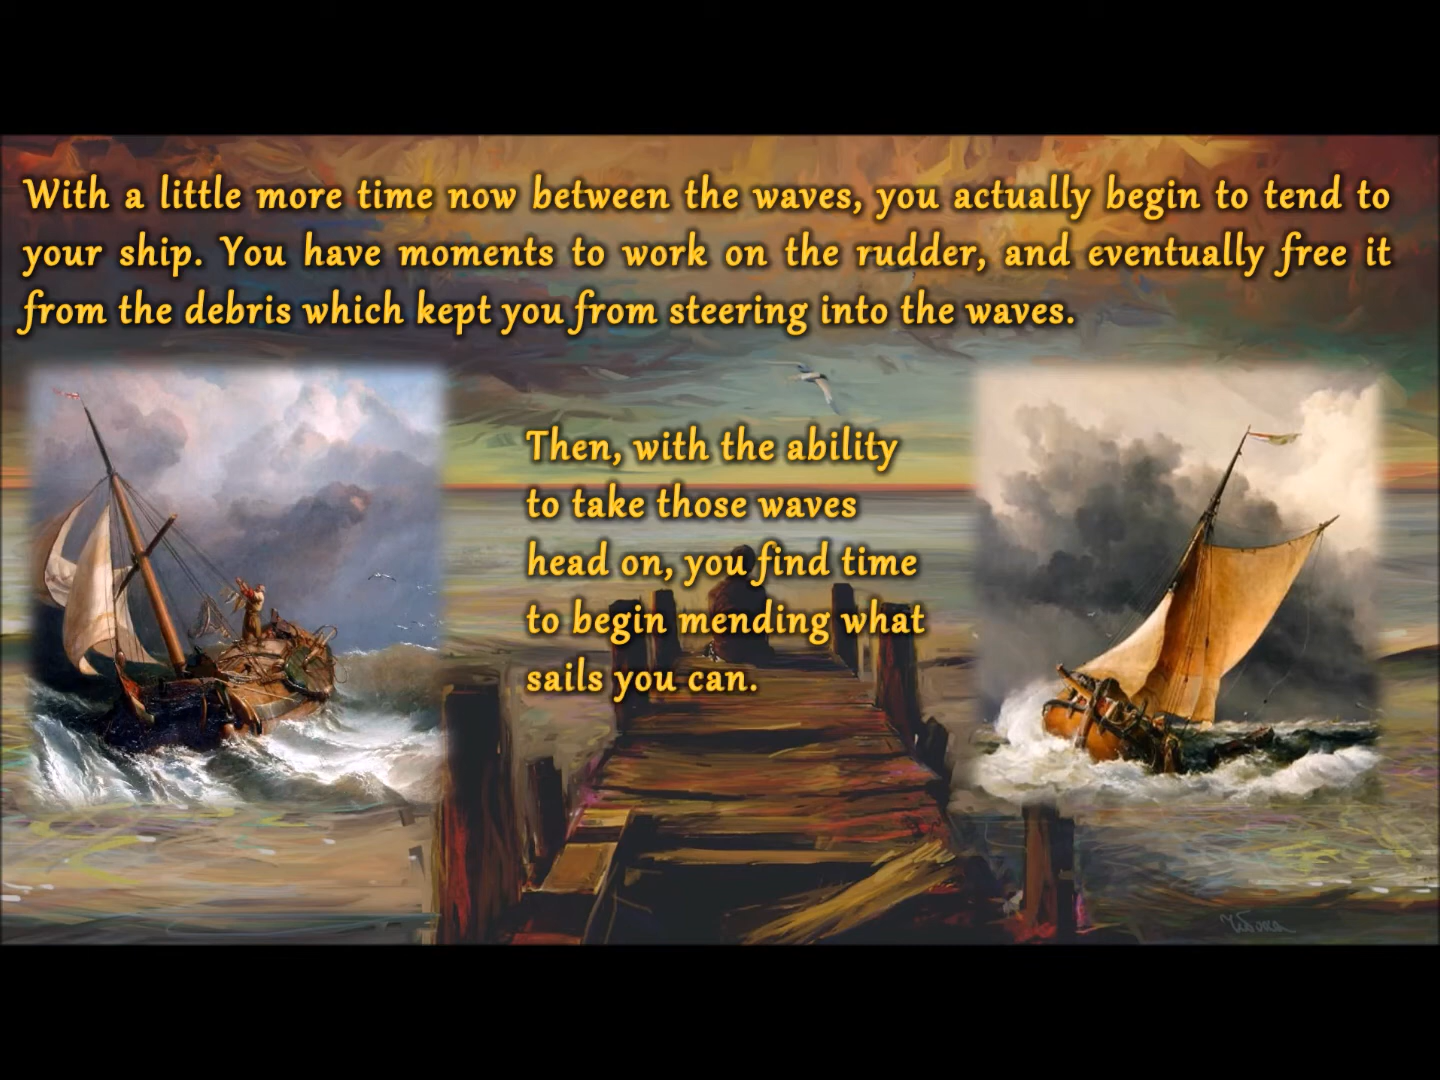 With a little more time now between the waves, you actually begin to tend to
your ship. You have moments to work on the rudder, and eventually free it
from the debris which kept you from steering into the waves.
Then, with the ability
to take those waves
head on, you find time
to begin mending what
sails you can.